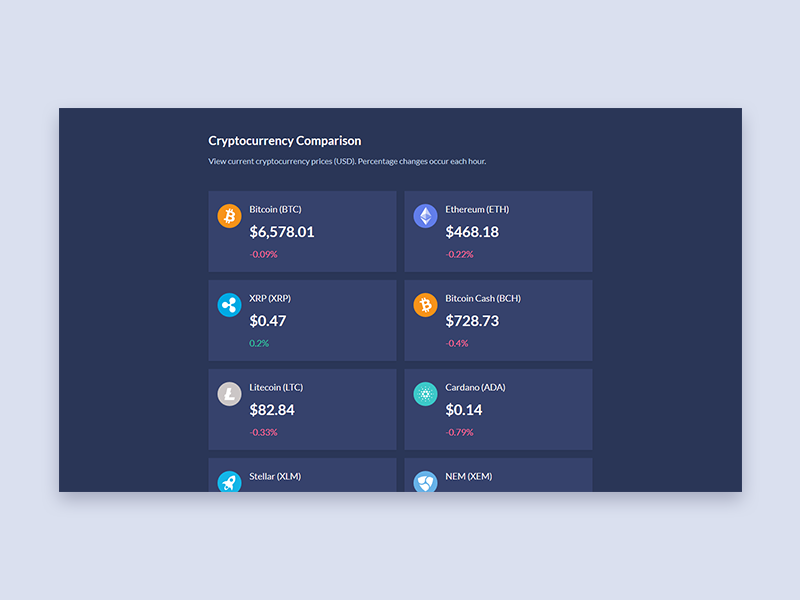 Cryptocurrency Comparison
View current cryptocurrency prices (USD). Percentage changes occur each hour.
Bitcoin (BTC)
$6,578.01
-0.09%
Ethereum (ETH)
$468.18
-0.22%
XRP (XRP)
$0.47
0.2%
Bitcoin Cash (BCH)
$728.73
-0.4%
Litecoin (LTC)
$82.84
-0.33%
Cardano (ADA)
$0.14
-0.79%
Stellar (XLM)
NEM (XEM)